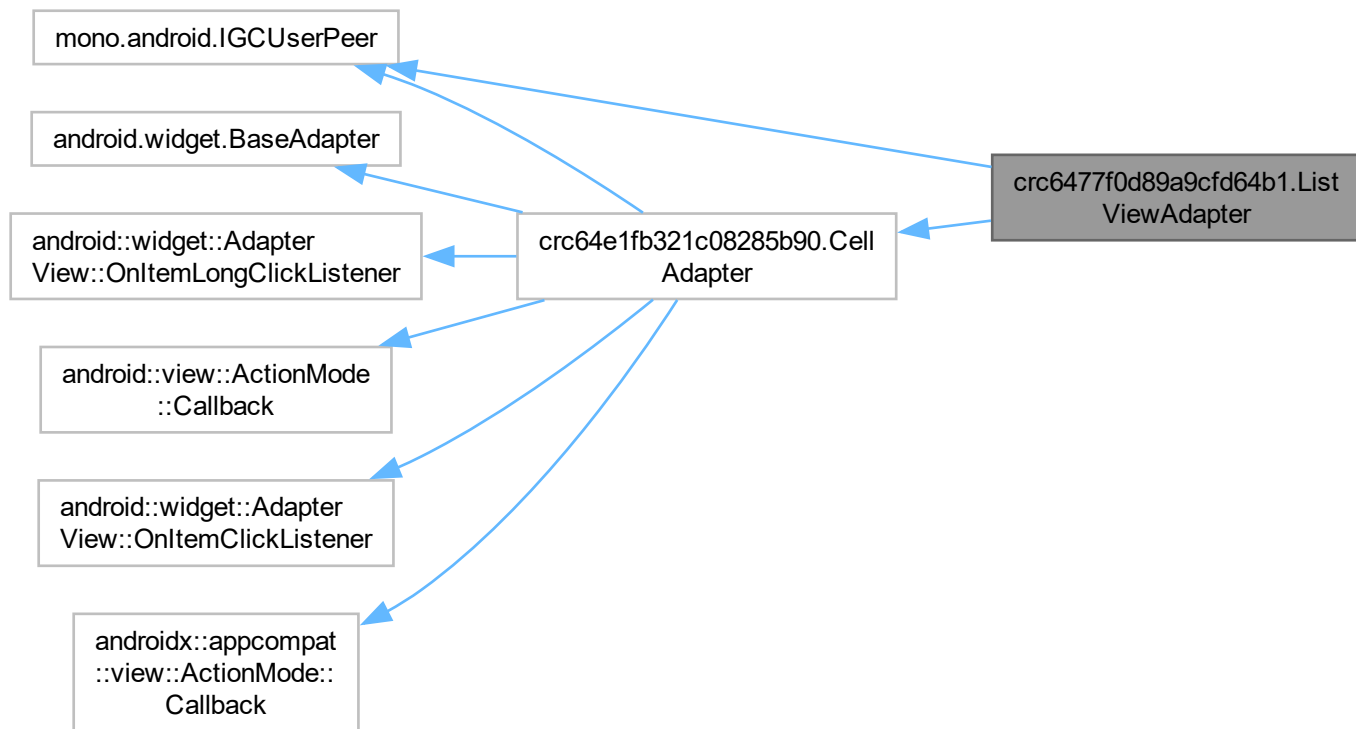 mono.android.IGCUserPeer
android.widget.BaseAdapter
android::widget::Adapter
View::OnItemLongClickListener
android::view::ActionMode
::Callback
android::widget::Adapter
View::OnItemClickListener
androidx::appcompat
::view::ActionMode::
Callback
crc64e1fb321c08285b90.Cell
Adapter
crc6477f0d89a9cfd64b1.List
ViewAdapter